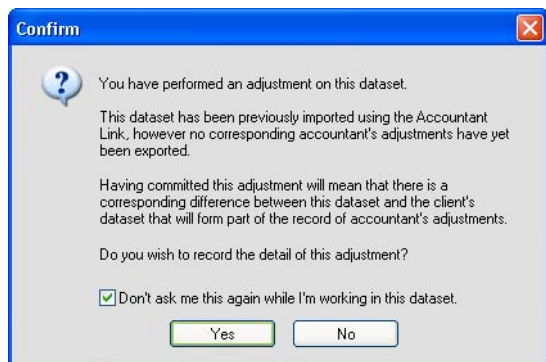 Confirm
You have performed an adjustment on this dataset.
This dataset has been previously imported using the Accountant
Link, however no corresponding accountant's adjustments have yet
been exported.
Having committed this adjustment will mean that there is a
corresponding difference between this dataset and the client's
dataset that will form part of the record of accountant's adjustments.
Do you wish to record the detail of this adjustment?
Don't ask me this again while I'm working in this dataset.
Yes No